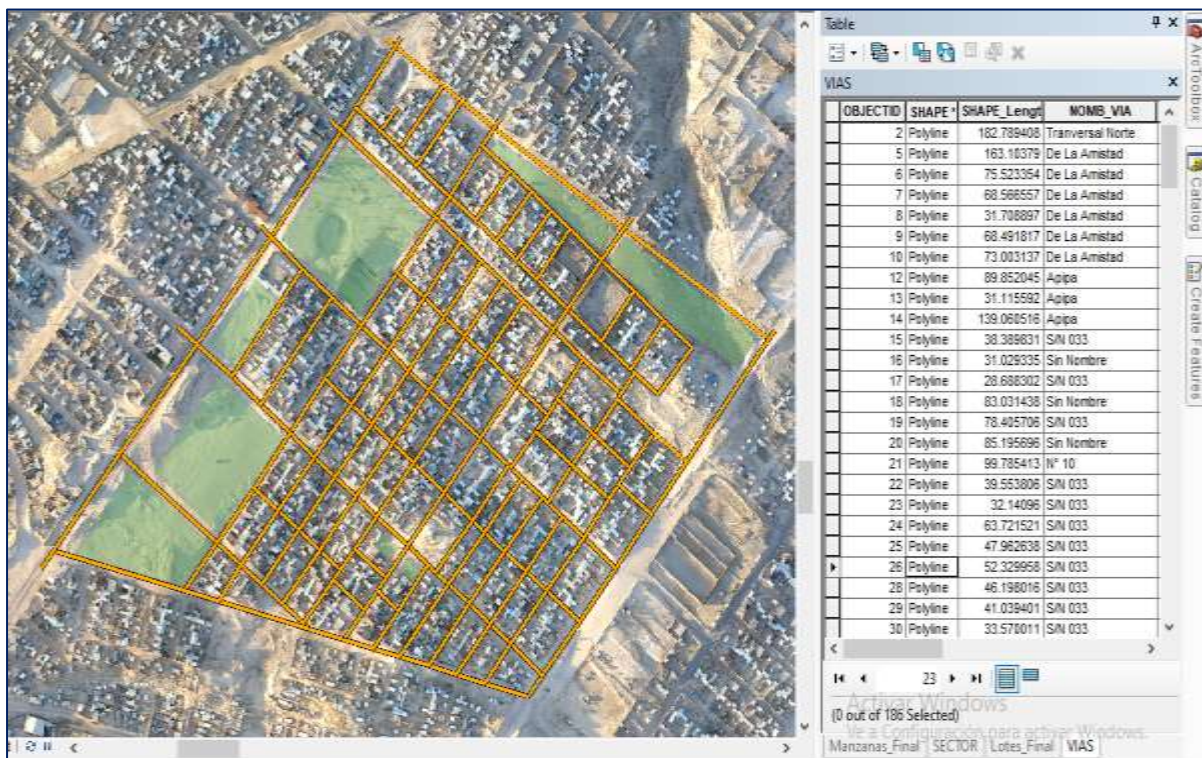 Table
VIAS
OBJECTID SHAPE * SHAPE_Lengt NOMB_VIA
2 Polyline 182.789408 Tranversal Norte
5 Polyline 163.10379 De La Amistad
6 Polyline 75.523354 De La Amistad
7 Polyline 68.566557 De La Amistad
8 Polyline 31.708897 De La Amistad
9 Polyline 68.491817 De La Amistad
10 Polyline 73.003137 De La Amistad
12 Polyline 89.852045 Apipa
13 Polyline 31.115592 Apipa
14 Polyline 139.060516 Apipa
15 Polyline 38.389831 S/N 033
16 Polyline 31.029335 Sin Nombre
17 Polyline 28.688302 S/N 033
18 Polyline 83.031438 Sin Nombre
19 Polyline 78.405706 S/N 033
20 Polyline 85.195696 Sin Nombre
21 Polyline 99.785413 N° 10
22 Polyline 39.553806 S/N 033
23 Polyline 32.14096 S/N 033
24 Polyline 63.721521 S/N 033
25 Polyline 47.962638 S/N 033
26 Polyline 52.329958 S/N 033
28 Polyline 46.198016 S/N 033
29 Polyline 41.039401 S/N 033
30 Polyline 33.570011 S/N 033
23
Activar Windows
(0 out of 186 Selected)
Ve a Configuración para activar Windows.
Manzanas_Final SECTOR Lotes_Final VIAS
ArcToolbox
Catalog
Create Features